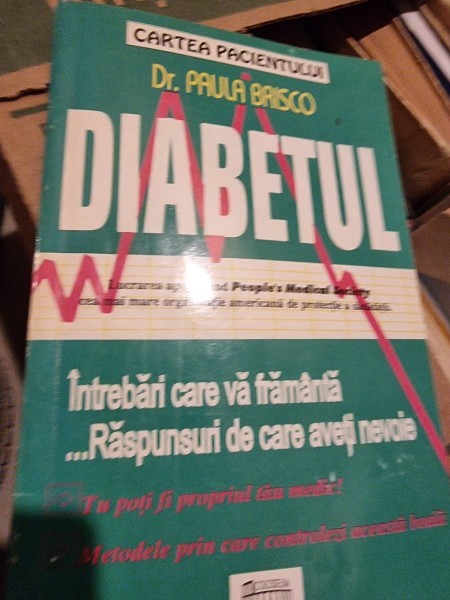 CARTEA PACIENTULUI
Dr. PAULA BRISCO
DIABETUL
Lucrarea People's Medical Society
cea mai mare americană de protecție a sănătății
Întrebări care vă frământă
...Răspunsuri de care aveți nevoie
Tu poți fi propriul tău medic!
Metodele prin care controlezi această boală